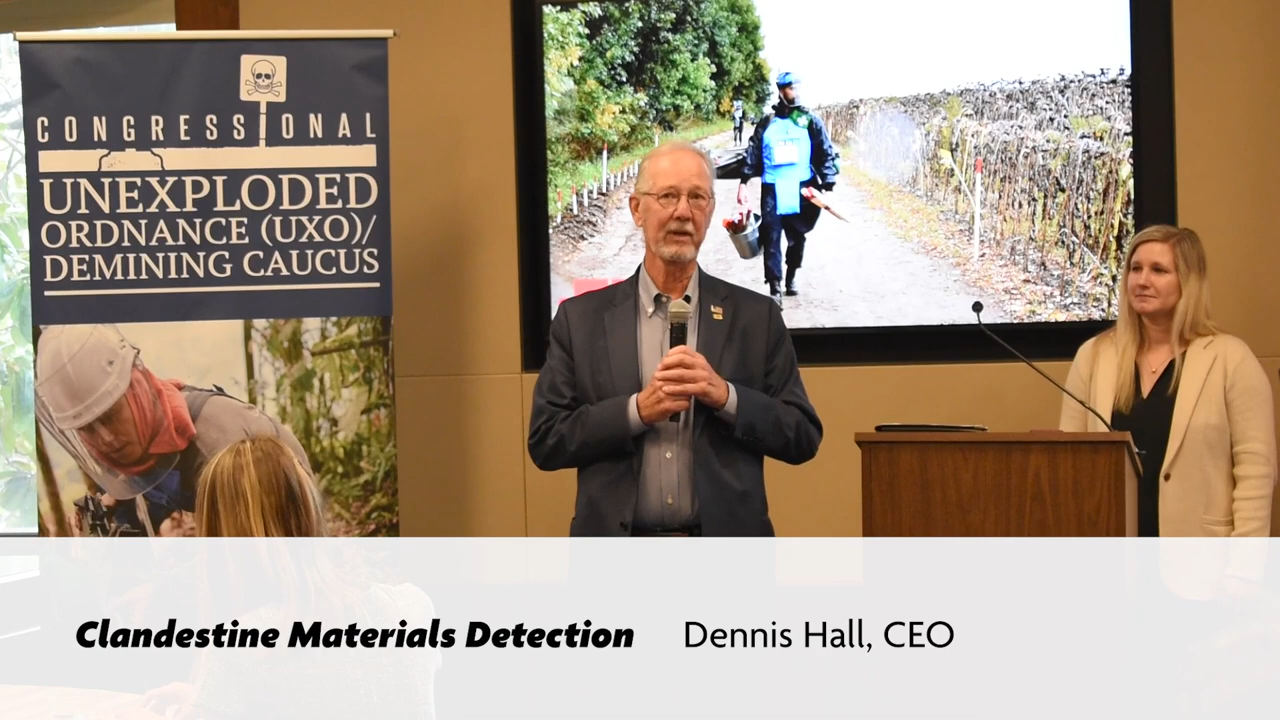 CONGRESSIONAL
UNEXPLODED
ORDNANCE (UXO)/
DEMINING CAUCUS
Clandestine Materials Detection Dennis Hall, CEO